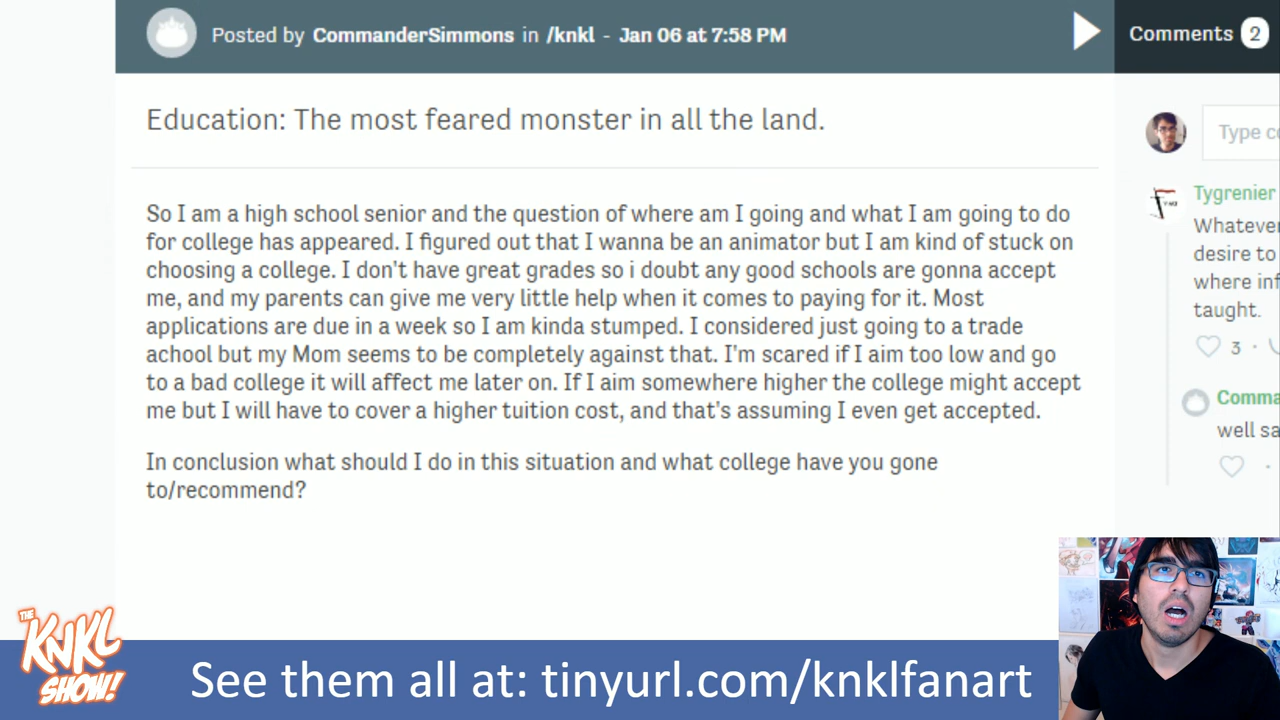 Posted by CommanderSimmons in /knkl - Jan 06 at 7:58 PM
Comments 2
Education: The most feared monster in all the land.
So I am a high school senior and the question of where am I going and what I am going to do
for college has appeared. I figured out that I wanna be an animator but I am kind of stuck on
choosing a college. I don't have great grades so i doubt any good schools are gonna accept
me, and my parents can give me very little help when it comes to paying for it. Most
applications are due in a week so I am kinda stumped. I considered just going to a trade
achool but my Mom seems to be completely against that. I'm scared if I aim too low and go
to a bad college it will affect me later on. If I aim somewhere higher the college might accept
me but I will have to cover a higher tuition cost, and that's assuming I even get accepted.
In conclusion what should I do in this situation and what college have you gone
to/recommend?
Type
Tygrenier
Whatever
desire to
where
taught.
3
well
THE
KNKL
SHOW!
See them all at: tinyurl.com/knklfanart